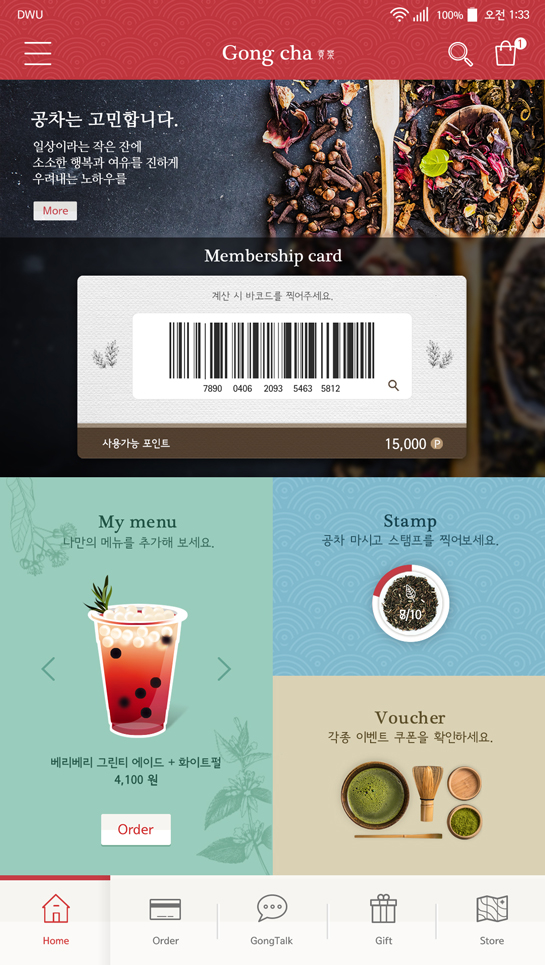 DWU
100% 오전 1:33
Gong cha 貢茶
1
공차는 고민합니다.
일상이라는 작은 잔에
소소한 행복과 여유를 진하게
우려내는 노하우를
More
Membership card
계산 시 바코드를 찍어주세요.
7890 0406 2093 5463 5812
사용가능 포인트
15,000 P
My menu
나만의 메뉴를 추가해 보세요.
베리베리 그린티 에이드 + 화이트펄
4,100 원
Order
Stamp
공차 마시고 스탬프를 찍어보세요.
8/10
Voucher
각종 이벤트 쿠폰을 확인하세요.
Home
Order
GongTalk
Gift
Store